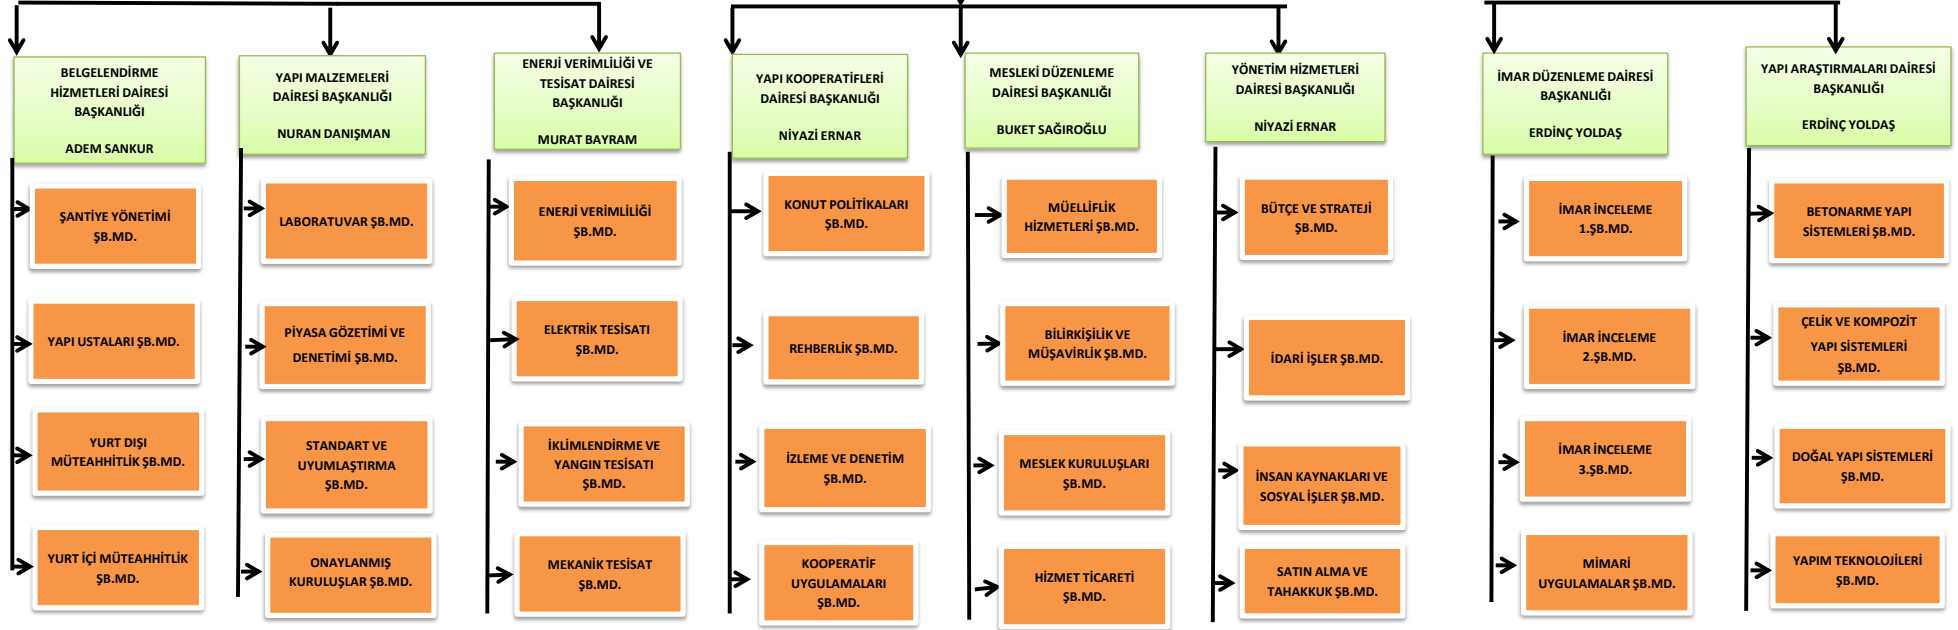 BELGELENDİRME
HİZMETLERİ DAİRESİ
BAŞKANLIĞI
ADEM SANKUR
ŞANTİYE YÖNETİMİ
ŞB.MD.
YAPI USTALARI ŞB.MD.
YURT DIŞI
MÜTEAHHİTLİK ŞB.MD.
YURT İÇİ MÜTEAHHİTLİK
ŞB.MD.
YAPI MALZEMELERİ
DAİRESİ BAŞKANLIĞI
NURAN DANIŞMAN
LABORATUVAR ŞB.MD.
PİYASA GÖZETİMİ VE
DENETİMİ ŞB.MD.
STANDART VE
UYUMLAŞTIRMA
ŞB.MD.
ONAYLANMIŞ
KURULUŞLAR ŞB.MD.
ENERJİ VERİMLİLİĞİ VE
TESİSAT DAİRESİ
BAŞKANLIĞI
MURAT BAYRAM
ENERJİ VERİMLİLİĞİ
ŞB.MD.
ELEKTRİK TESİSATI
ŞB.MD.
İKLİMLENDİRME VE
YANGIN TESİSATI
ŞB.MD.
MEKANİK TESİSAT
ŞB.MD.
YAPI KOOPERATİFLERİ
DAİRESİ BAŞKANLIĞI
NİYAZİ ERNAR
KONUT POLİTİKALARI
ŞB.MD.
REHBERLİK ŞB.MD.
İZLEME VE DENETİM
ŞB.MD.
KOOPERATİF
UYGULAMALARI
ŞB.MD.
MESLEKİ DÜZENLEME
DAİRESİ BAŞKANLIĞI
BUKET SAĞIROĞLU
MÜELLİFLİK
HİZMETLERİ ŞB.MD.
BİLİRKİŞİLİK VE
MÜŞAVİRLİK ŞB.MD.
MESLEK KURULUŞLARI
ŞB.MD.
HİZMET TİCARETİ
ŞB.MD.
YÖNETİM HİZMETLERİ
DAİRESİ BAŞKANLIĞI
NİYAZİ ERNAR
BÜTÇE VE STRATEJİ
ŞB.MD.
İDARİ İŞLER ŞB.MD.
İNSAN KAYNAKLARI VE
SOSYAL İŞLER ŞB.MD.
SATIN ALMA VE
TAHAKKUK ŞB.MD.
İMAR DÜZENLEME DAİRESİ
BAŞKANLIĞI
ERDİNÇ YOLDAŞ
İMAR İNCELEME
1.ŞB.MD.
İMAR İNCELEME
2.ŞB.MD.
İMAR İNCELEME
3.ŞB.MD.
MİMARİ
UYGULAMALAR ŞB.MD.
YAPI ARAŞTIRMALARI DAİRESİ
BAŞKANLIĞI
ERDİNÇ YOLDAŞ
BETONARME YAPI
SİSTEMLERİ ŞB.MD.
ÇELİK VE KOMPOZİT
YAPI SİSTEMLERİ
ŞB.MD.
DOĞAL YAPI SİSTEMLERİ
ŞB.MD.
YAPIM TEKNOLOJİLERİ
ŞB.MD.